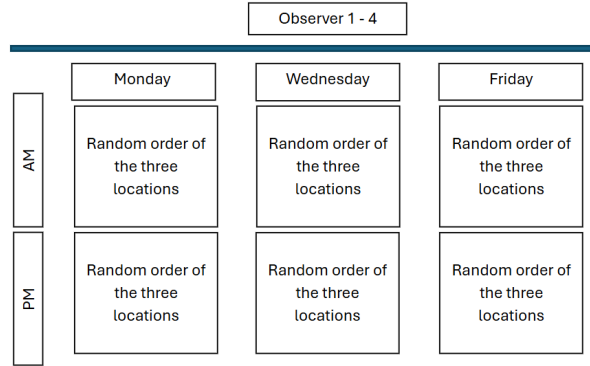 Observer 1 - 4
Monday
Wednesday
Friday
AM
Random order of
the three
locations
Random order of
the three
locations
Random order of
the three
locations
PM
Random order of
the three
locations
Random order of
the three
locations
Random order of
the three
locations